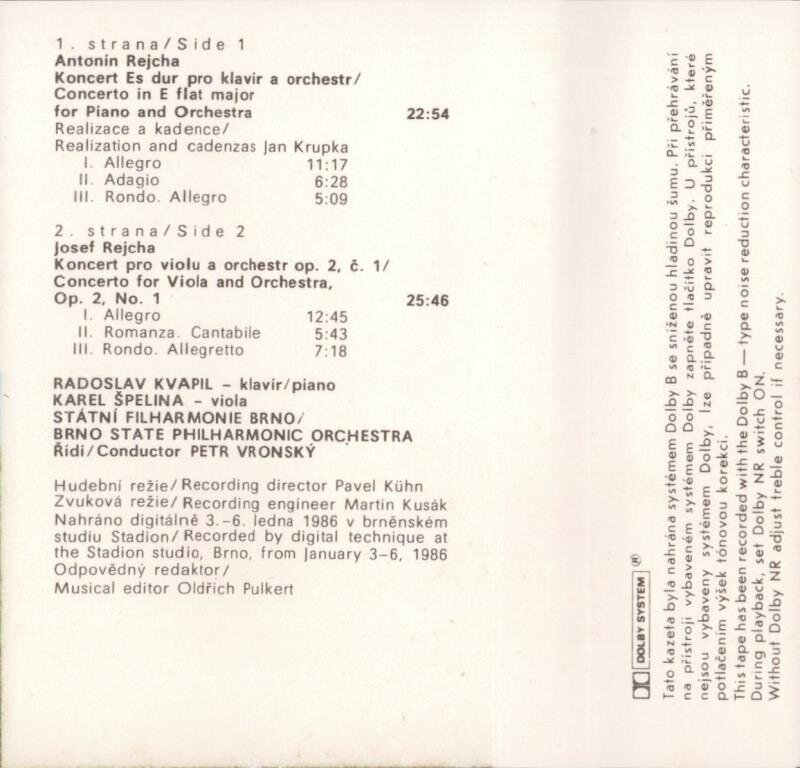 1. strana/Side 1
Antonín Rejcha
Koncert Es dur pro klavír a orchestr/
Concerto in E flat major
for Piano and Orchestra 22:54
Realizace a kadence/
Realization and cadenzas Jan Krupka
I. Allegro 11:17
II. Adagio 6:28
III. Rondo. Allegro 5:09
2. strana/Side 2
Josef Rejcha
Koncert pro violu a orchestr op. 2, č. 1/
Concerto for Viola and Orchestra,
Op. 2, No. 1 25:46
I. Allegro 12:45
II. Romanza. Cantabile 5:43
III. Rondo. Allegretto 7:18
RADOSLAV KVAPIL – klavír/piano
KAREL ŠPELINA – viola
STÁTNÍ FILHARMONIE BRNO/
BRNO STATE PHILHARMONIC ORCHESTRA
Řídí/Conductor PETR VRONSKÝ
Hudební režie/Recording director Pavel Kühn
Zvuková režie/Recording engineer Martin Kusák
Nahráno digitálně 3.–6. ledna 1986 v brněnském
studiu Stadion/Recorded by digital technique at
the Stadion studio, Brno, from January 3–6, 1986
Odpovědný redaktor/
Musical editor Oldřich Pulkert
DOLBY SYSTEM ®
Tato kazeta byla nahrána systémem Dolby B se sníženou hladinou šumu. Při přehrávání
na přístroji vybaveném systémem Dolby zapněte tlačítko Dolby. U přístrojů, které
nejsou vybaveny systémem Dolby, lze případně upravit reprodukci přiměřeným
potlačením výšek tónovou korekcí.
This tape has been recorded with the Dolby B — type noise reduction characteristic.
During playback, set Dolby NR switch ON.
Without Dolby NR adjust treble control if necessary.